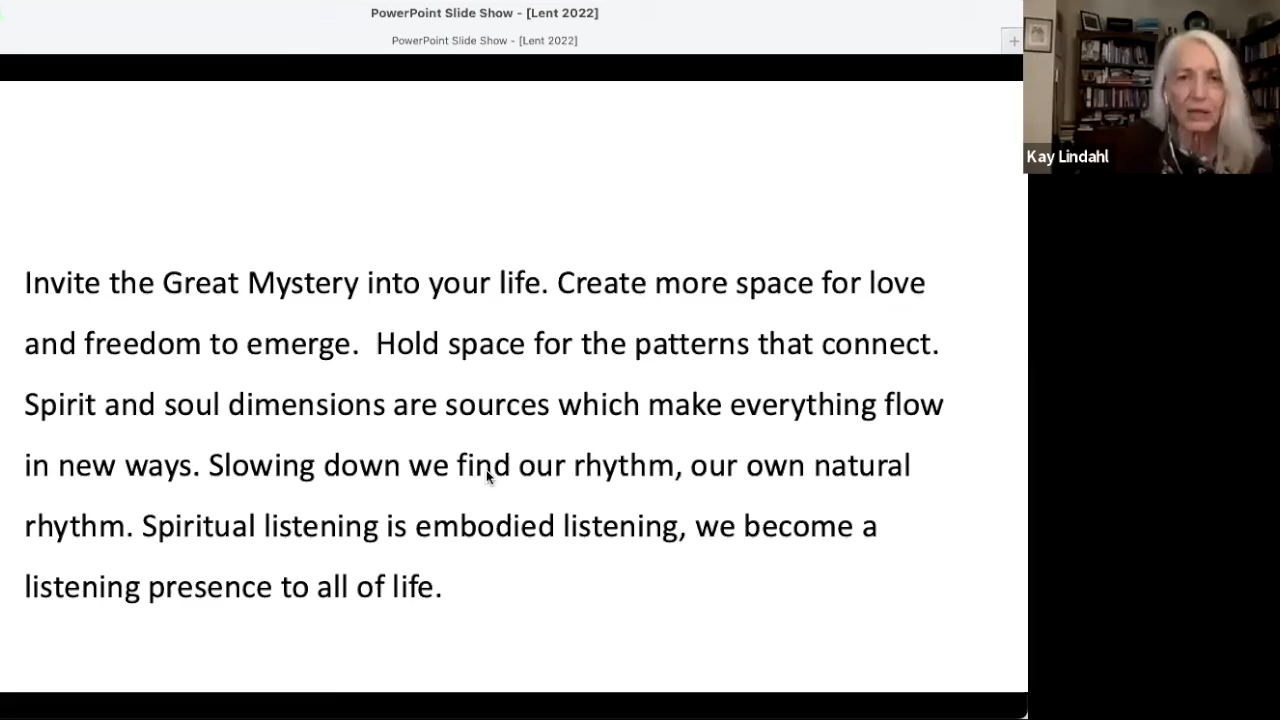 PowerPoint Slide Show - [Lent 2022]
PowerPoint Slide Show - [Lent 2022]
+
Kay Lindahl
Invite the Great Mystery into your life. Create more space for love
and freedom to emerge.  Hold space for the patterns that connect.
Spirit and soul dimensions are sources which make everything flow
in new ways. Slowing down we find our rhythm, our own natural
rhythm. Spiritual listening is embodied listening, we become a
listening presence to all of life.